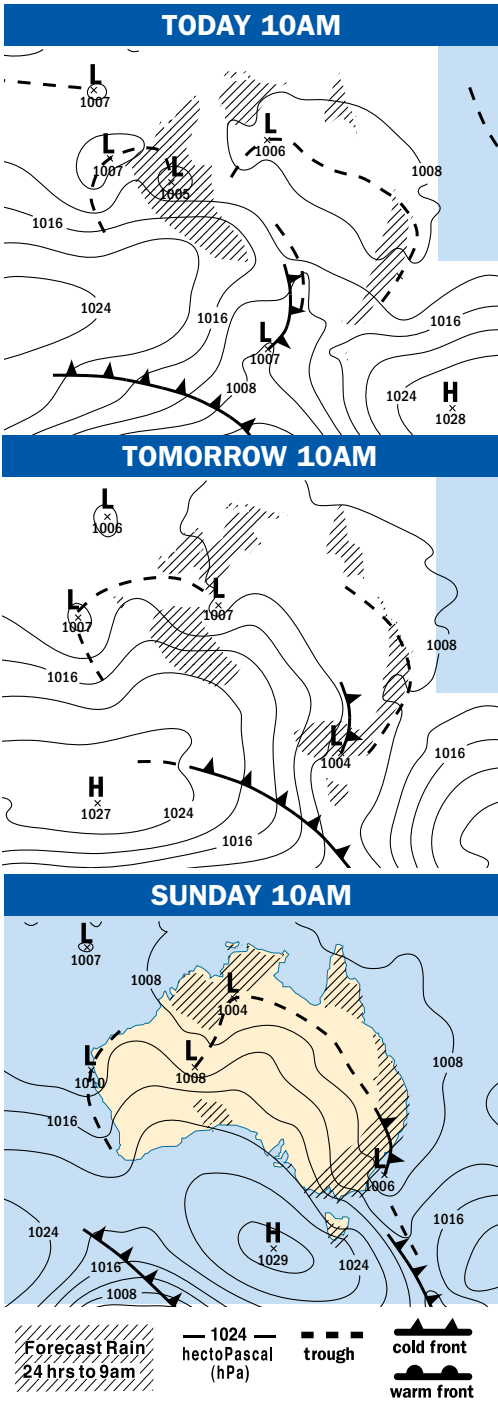 TODAY 10AM
L
1007
L
1007
L
1005
L
1006
1008
1016
1024
1016
L
1007
1016
1008
1024
H
1028
TOMORROW 10AM
L
1006
L
1007
L
1007
1008
1016
L
1004
1016
H
1027
1024
1016
SUNDAY 10AM
L
1007
1008
L
1004
L
1010
L
1008
1008
1016
L
1006
1024
H
1029
1016
1016
1024
1008
Forecast Rain
24 hrs to 9am
1024
hectoPascal
(hPa)
trough
cold front
warm front